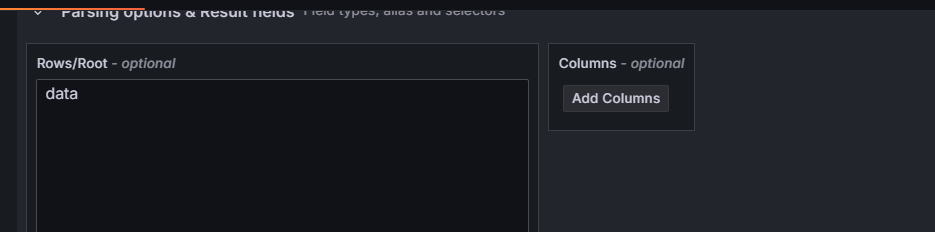 Parsing options & Result fields Field types, alias and selectors
Rows/Root - optional
Columns - optional
data
Add Columns